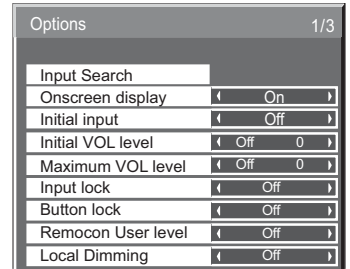 Options 1/3
Input Search
Onscreen display On
Initial input Off
Initial VOL level Off 0
Maximum VOL level Off 0
Input lock Off
Button lock Off
Remocon User level Off
Local Dimming Off